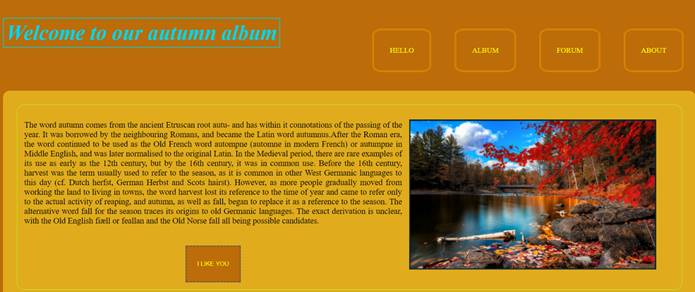 Welcome to our autumn album
HELLO
ALBUM
FORUM
ABOUT
The word autumn comes from the ancient Etruscan root autu- and has within it connotations of the passing of the
year. It was borrowed by the neighbouring Romans, and became the Latin word autumnus.After the Roman era,
the word continued to be used as the Old French word autompne (automne in modern French) or autumpne in
Middle English, and was later normalised to the original Latin. In the Medieval period, there are rare examples of
its use as early as the 12th century, but by the 16th century, it was in common use. Before the 16th century,
harvest was the term usually used to refer to the season, as it is common in other West Germanic languages to
this day (cf. Dutch herfst, German Herbst and Scots hairst). However, as more people gradually moved from
working the land to living in towns, the word harvest lost its reference to the time of year and came to refer only
to the actual activity of reaping, and autumn, as well as fall, began to replace it as a reference to the season. The
alternative word fall for the season traces its origins to old Germanic languages. The exact derivation is unclear,
with the Old English fiæll or feallan and the Old Norse fall all being possible candidates.
I LIKE YOU